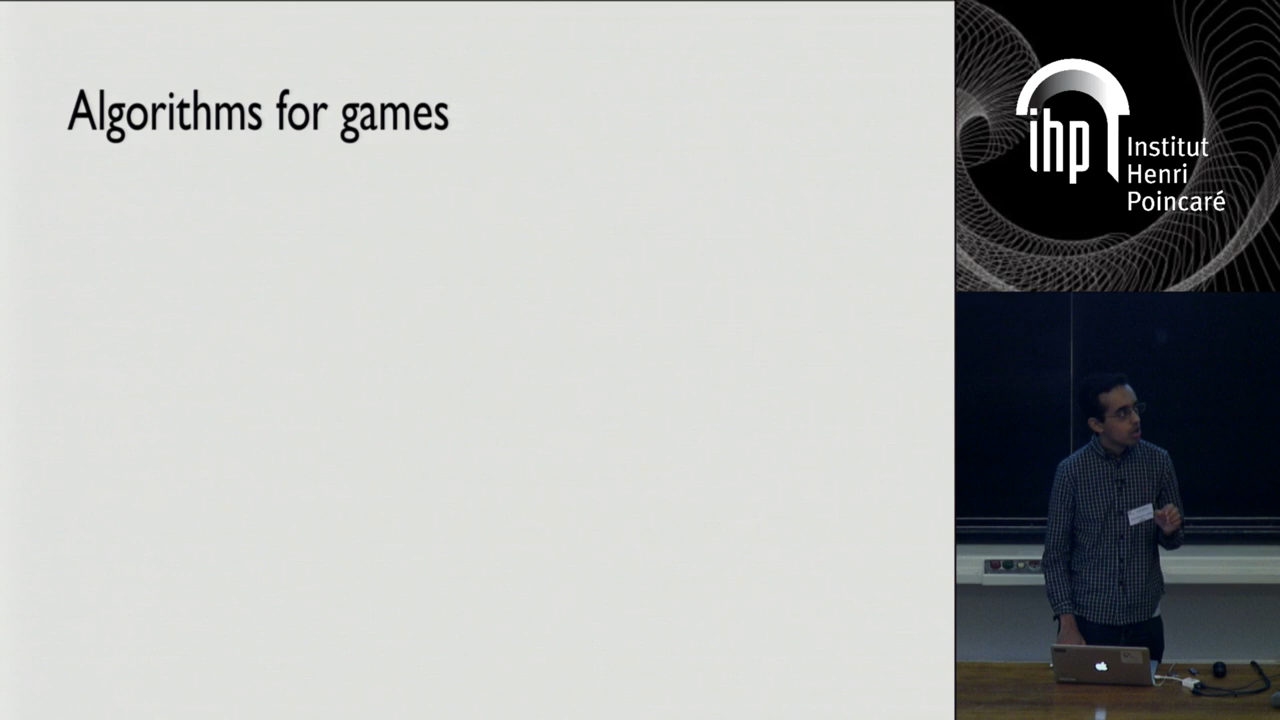 Algorithms for games
ihp
Institut
Henri
Poincaré